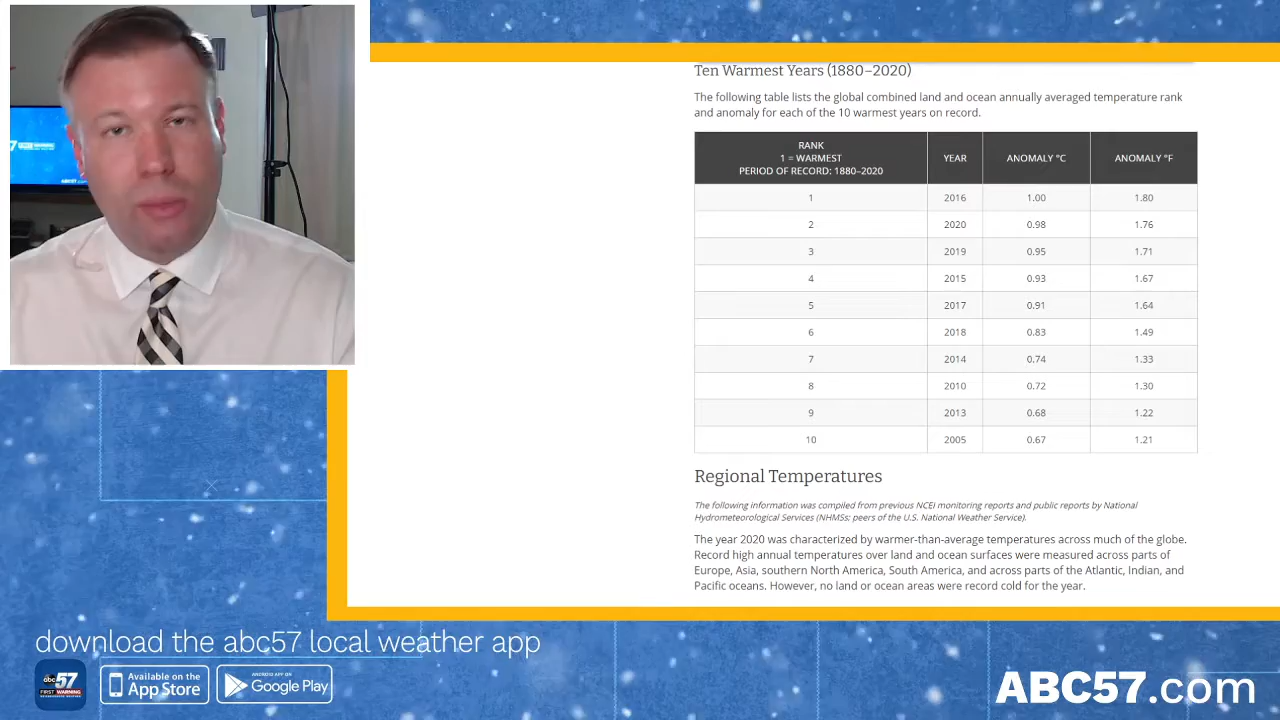 Ten Warmest Years (1880–2020)
The following table lists the global combined land and ocean annually averaged temperature rank
and anomaly for each of the 10 warmest years on record.
RANK
1 = WARMEST
PERIOD OF RECORD: 1880–2020
YEAR
ANOMALY °C
ANOMALY °F
1 2016 1.00 1.80
2 2020 0.98 1.76
3 2019 0.95 1.71
4 2015 0.93 1.67
5 2017 0.91 1.64
6 2018 0.83 1.49
7 2014 0.74 1.33
8 2010 0.72 1.30
9 2013 0.68 1.22
10 2005 0.67 1.21
Regional Temperatures
The following information was compiled from previous NCEI monitoring reports and public reports by National
Hydrometeorological Services (NHMSs; peers of the U.S. National Weather Service).
The year 2020 was characterized by warmer-than-average temperatures across much of the globe.
Record high annual temperatures over land and ocean surfaces were measured across parts of
Europe, Asia, southern North America, South America, and across parts of the Atlantic, Indian, and
Pacific oceans. However, no land or ocean areas were record cold for the year.
57
download the abc57 local weather app
abc 57
FIRST WARNING
Available on the
App Store
ANDROID APP ON
Google Play
ABC57.com